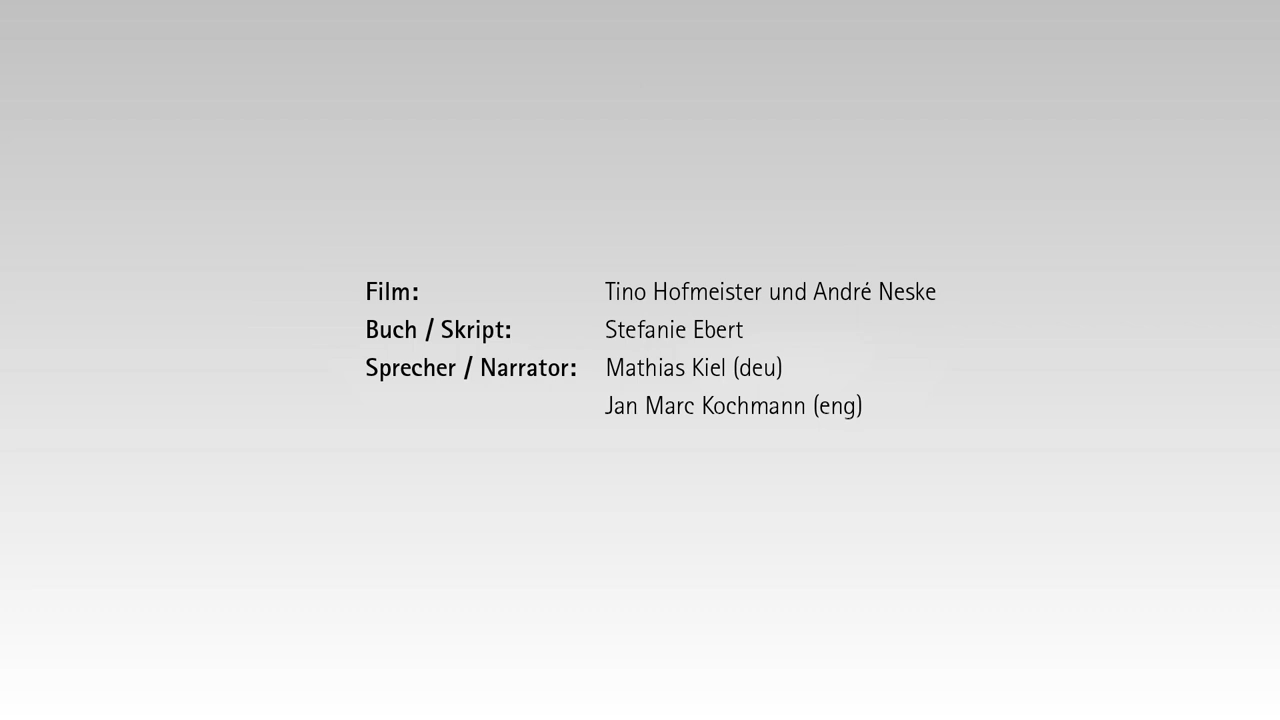 Film: Tino Hofmeister und André Neske
Buch / Skript: Stefanie Ebert
Sprecher / Narrator: Mathias Kiel (deu)
Jan Marc Kochmann (eng)